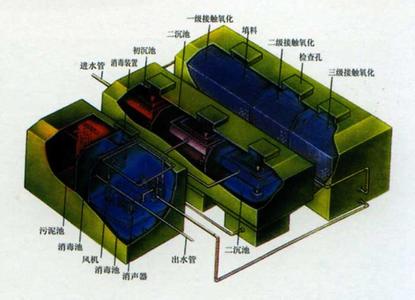 一级接触氧化
二沉池
填料
初沉池
二级接触氧化
消毒装置
检查孔
进水管
三级接触氧化
污泥池
消毒池
风机
消毒池
消声器
出水管
二沉池